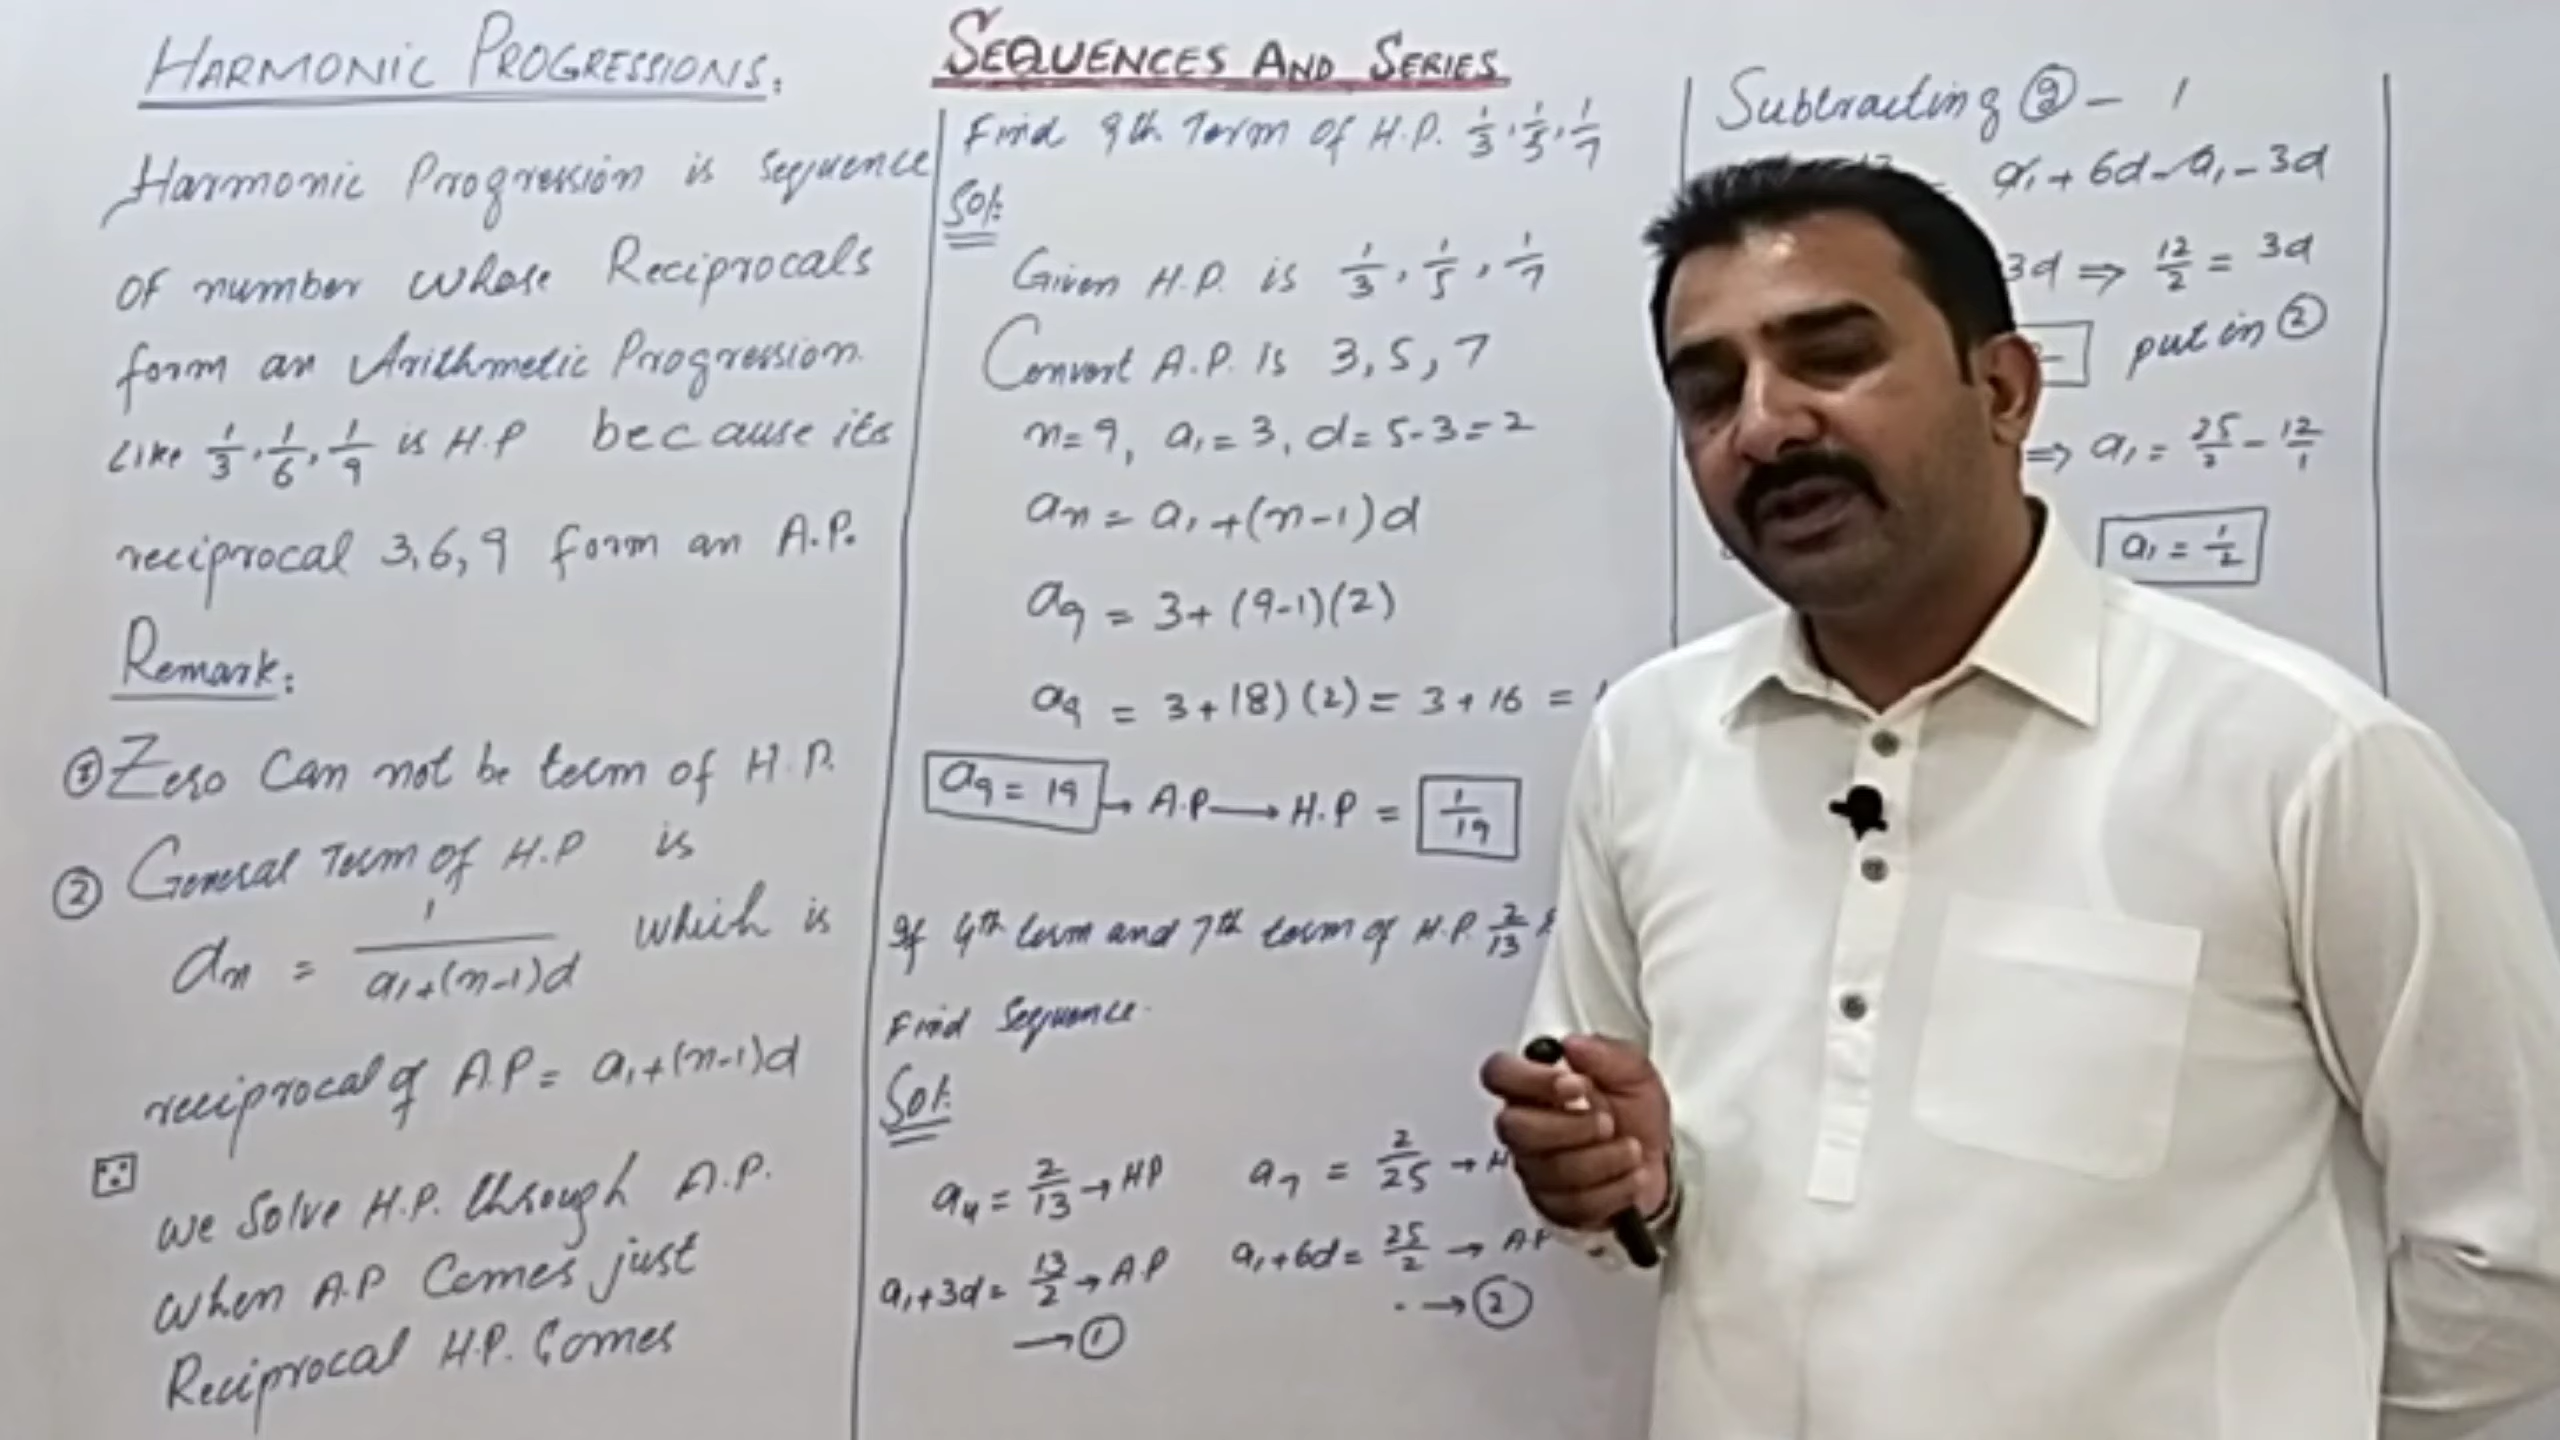 HARMONIC PROGRESSIONS:
Harmonic Progression is sequence
of number whose Reciprocals
form an Arithmetic Progression.
Like 1/3, 1/6, 1/9 is H.P because its
reciprocal 3,6,9 form an A.P.
Remark:
① Zero Can not be term of H.P.
② General Term of H.P is
an = 1/(a₁+(n-1)d) which is
reciprocal of A.P = a₁+(n-1)d
we Solve H.P. through A.P.
when A.P Comes just
Reciprocal H.P. Comes
SEQUENCES AND SERIES
Find 9th Term Of H.P. 1/3, 1/5, 1/7
Sol:
Given H.P. is 1/3, 1/5, 1/7
Convert A.P. is 3, 5, 7
n=9, a₁=3, d=5-3=2
an = a₁+(n-1)d
a9 = 3+(9-1)(2)
a9 = 3+(8)(2) = 3+16 =
a9 = 19 → A.P → H.P = 1/19
If 4th term and 7th term of H.P. 2/13
Find Sequence.
Sol:
a4 = 2/13 → HP a7 = 2/25 →
a₁+3d = 13/2 → A.P a₁+6d = 25/2 → AP
→ ① → ②
Subtracting ② - 1
a₁+6d-a₁-3d
3d ⇒ 12/2 = 3d
put in ②
⇒ a₁ = 25/2 - 12/1
a₁ = 1/2